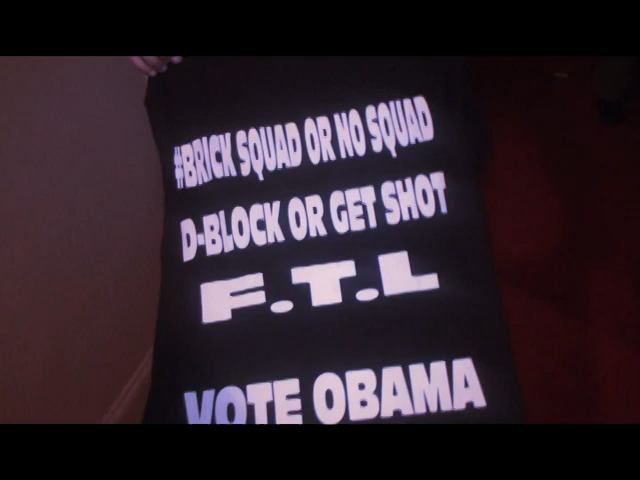 #BRICK SQUAD OR NO SQUAD
D-BLOCK OR GET SHOT
F.T.L
VOTE OBAMA